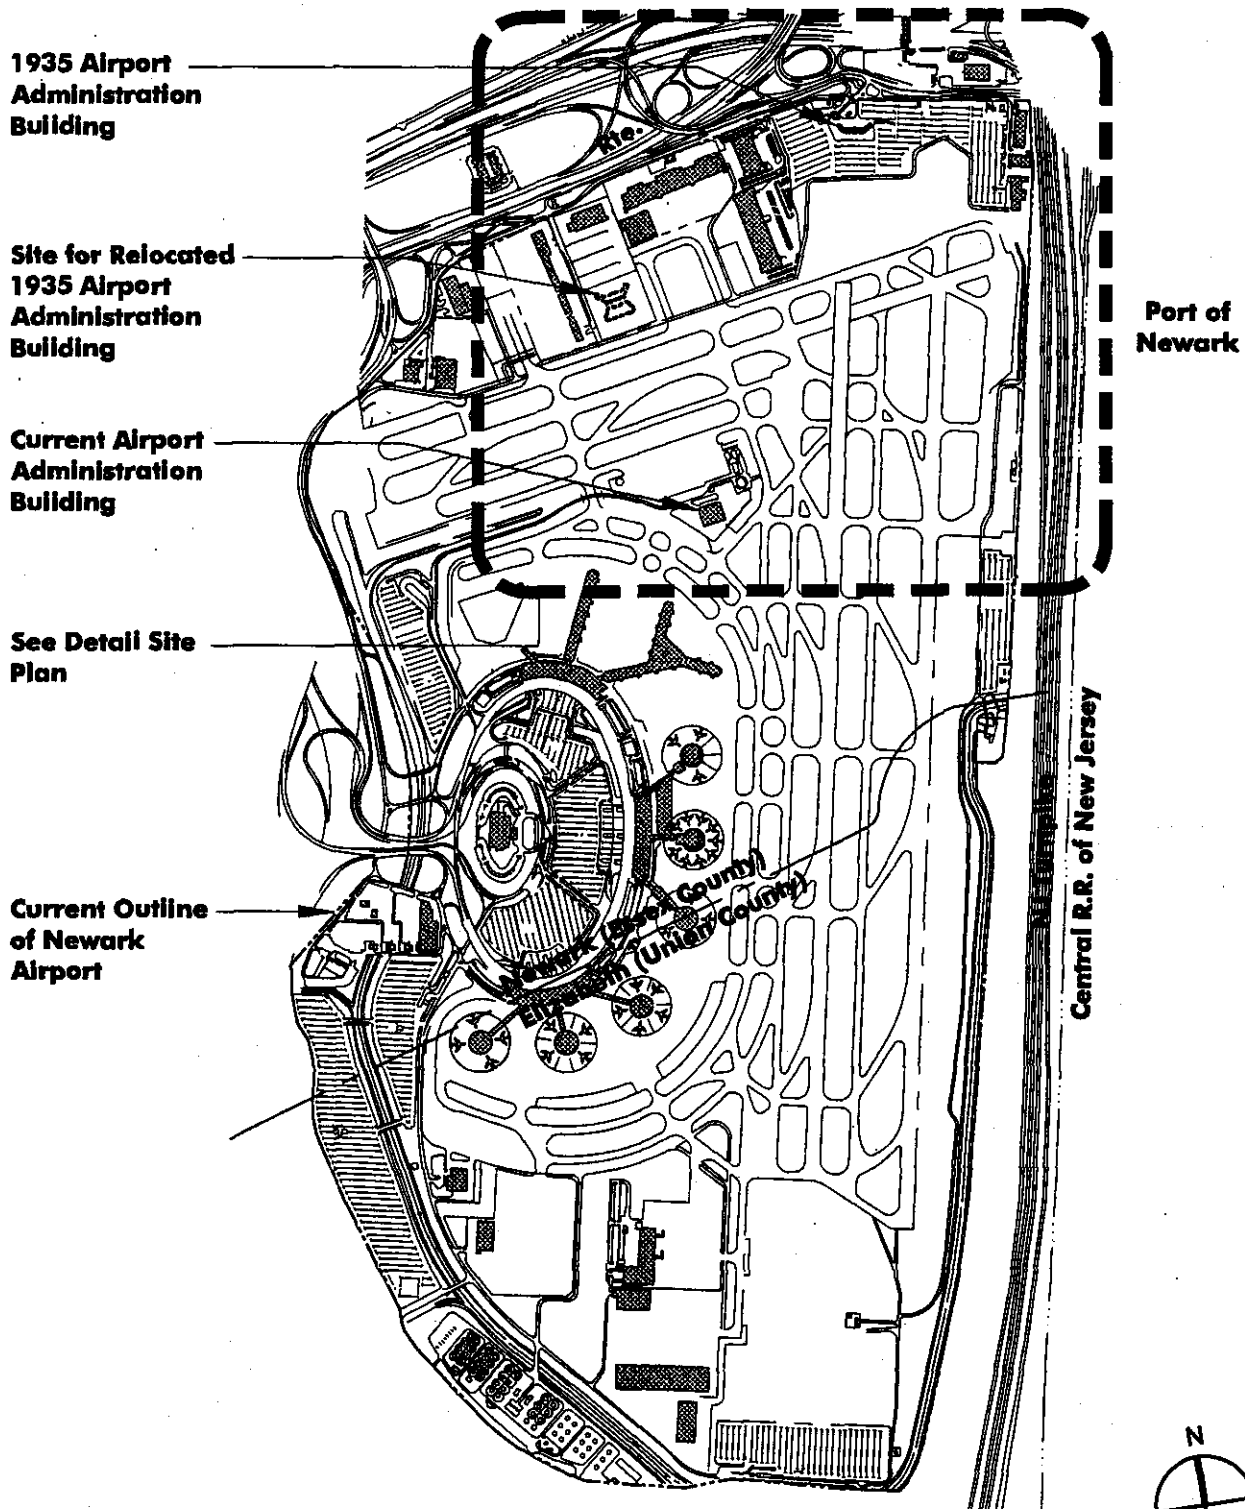 1935 Airport
Administration
Building
Rte.
Site for Relocated
1935 Airport
Administration
Building
Port of
Newark
Current Airport
Administration
Building
See Detail Site
Plan
Central R.R. of New Jersey
NJ Turnpike
Newark (Essex County)
Elizabeth (Union County)
Current Outline
of Newark
Airport
N